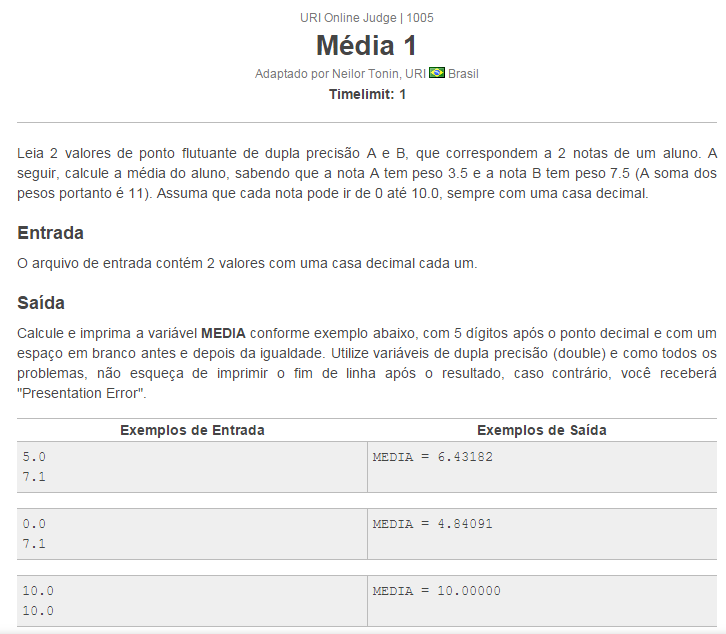 URI Online Judge | 1005
Média 1
Adaptado por Neilor Tonin, URI Brasil
Timelimit: 1
Leia 2 valores de ponto flutuante de dupla precisão A e B, que correspondem a 2 notas de um aluno. A
seguir, calcule a média do aluno, sabendo que a nota A tem peso 3.5 e a nota B tem peso 7.5 (A soma dos
pesos portanto é 11). Assuma que cada nota pode ir de 0 até 10.0, sempre com uma casa decimal.
Entrada
O arquivo de entrada contém 2 valores com uma casa decimal cada um.
Saída
Calcule e imprima a variável MEDIA conforme exemplo abaixo, com 5 dígitos após o ponto decimal e com um
espaço em branco antes e depois da igualdade. Utilize variáveis de dupla precisão (double) e como todos os
problemas, não esqueça de imprimir o fim de linha após o resultado, caso contrário, você receberá
"Presentation Error".
Exemplos de Entrada Exemplos de Saída
5.0 MEDIA = 6.43182
7.1
0.0 MEDIA = 4.84091
7.1
10.0 MEDIA = 10.00000
10.0